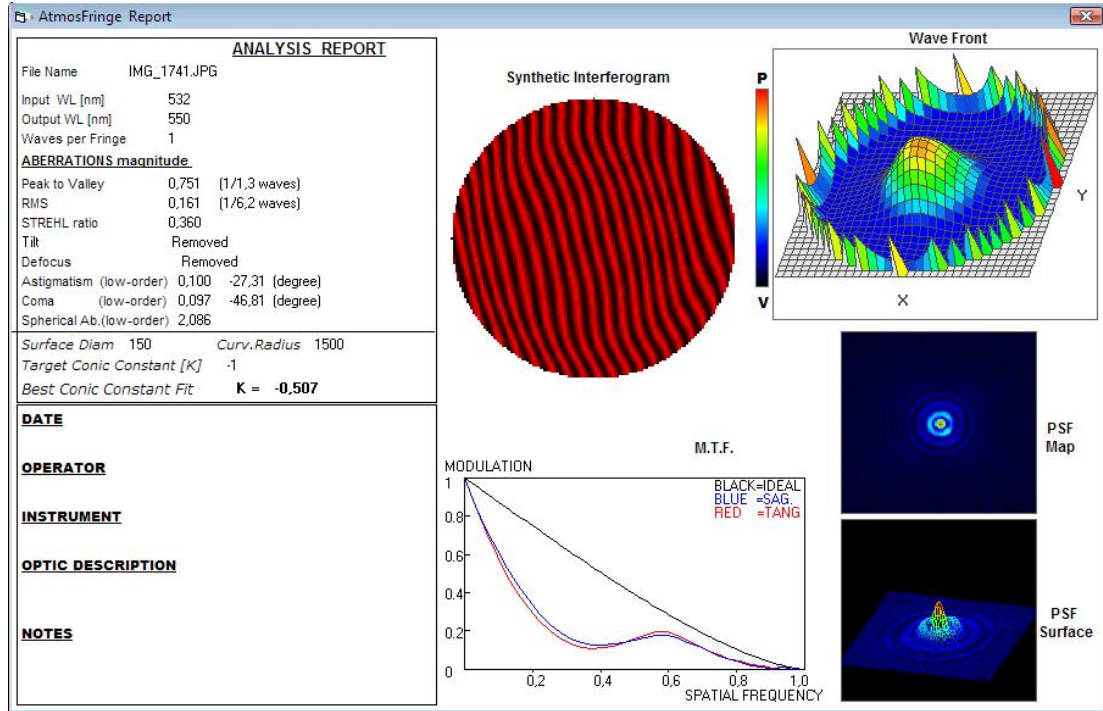 AtmosFringe Report
ANALYSIS REPORT
File Name IMG_1741.JPG
Input WL [nm] 532
Output WL [nm] 550
Waves per Fringe 1
ABERRATIONS magnitude
Peak to Valley 0,751 (1/1,3 waves)
RMS 0,161 (1/6,2 waves)
STREHL ratio 0,360
Tilt Removed
Defocus Removed
Astigmatism (low-order) 0,100 -27,31 (degree)
Coma (low-order) 0,097 -46,81 (degree)
Spherical Ab.(low-order) 2,086
Surface Diam 150 Curv.Radius 1500
Target Conic Constant [K] -1
Best Conic Constant Fit K = -0,507
DATE
OPERATOR
INSTRUMENT
OPTIC DESCRIPTION
NOTES
Synthetic Interferogram
P
V
Wave Front
Y
X
PSF
Map
PSF
Surface
M.T.F.
MODULATION
BLACK=IDEAL
BLUE =SAG.
RED =TANG
1
0.8
0.6
0.4
0.2
0
0,2 0,4 0,6 0,8 1,0
SPATIAL FREQUENCY